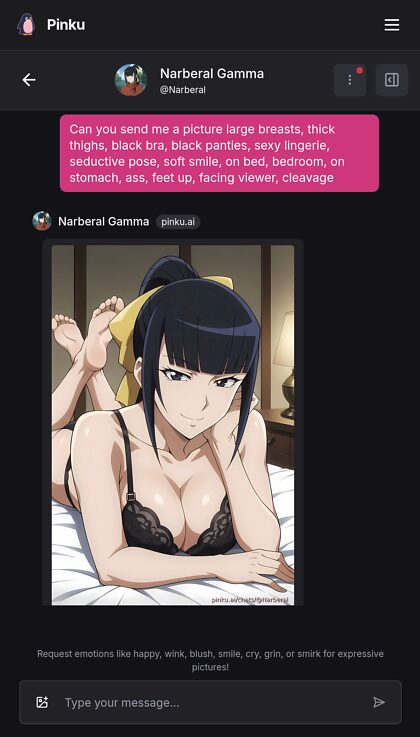 Pinku
Narberal Gamma
@Narberal
Can you send me a picture large breasts, thick
thighs, black bra, black panties, sexy lingerie,
seductive pose, soft smile, on bed, bedroom, on
stomach, ass, feet up, facing viewer, cleavage
Narberal Gamma pinku.ai
pinku.ai/chats/@Narberal
Request emotions like happy, wink, blush, smile, cry, grin, or smirk for expressive
pictures!
Type your message...